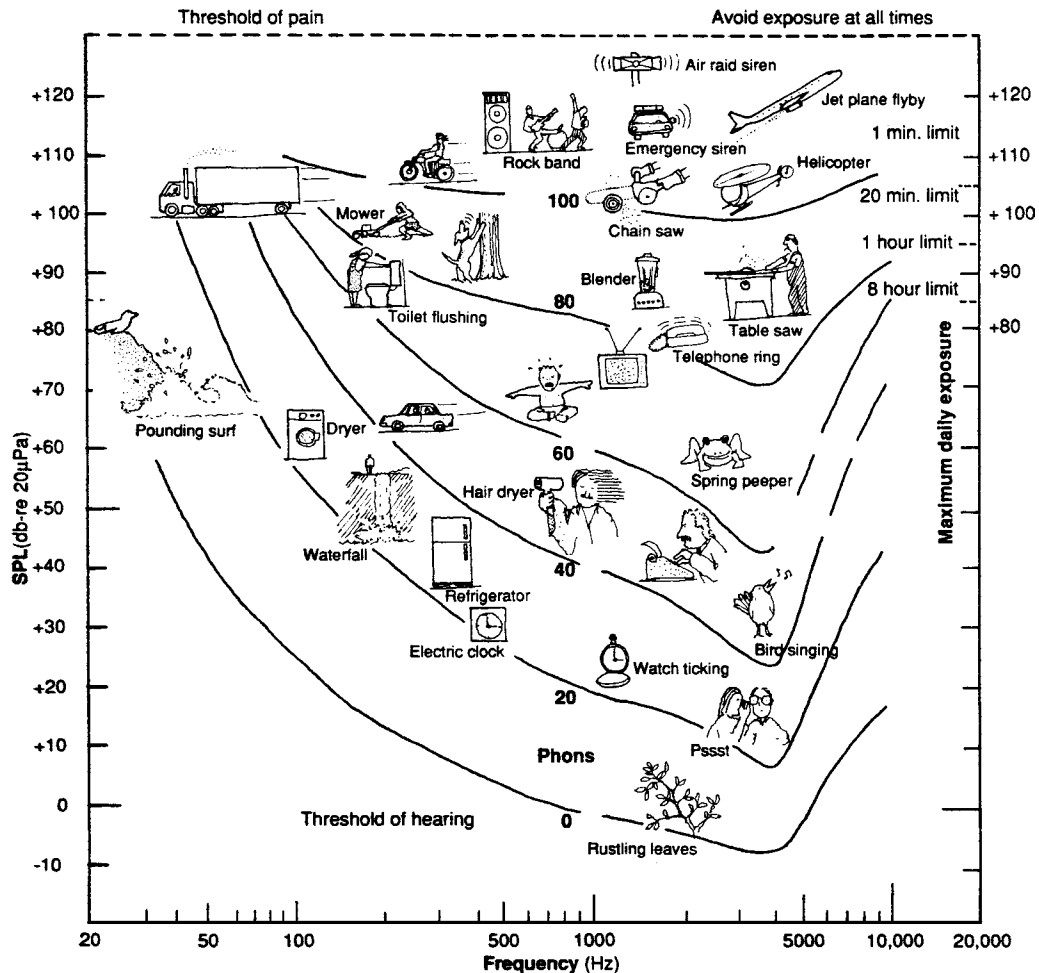 Threshold of pain
Avoid exposure at all times
Air raid siren
+120
Jet plane flyby
+120
1 min. limit
Rock band
Emergency siren
+110
Helicopter
+110
20 min. limit
+ 100
Mower
100
Chain saw
+ 100
1 hour limit
+90
Blender
+90
8 hour limit
80
Toilet flushing
Table saw
+80
Telephone ring
+80
+70
Pounding surf
Dryer
+60
60
Spring peeper
Hair dryer
+50
Waterfall
+40
40
Refrigerator
+30
Electric clock
Bird singing
Watch ticking
+20
20
Pssst
+10
Phons
0
Threshold of hearing
0
Rustling leaves
-10
SPL(db-re 20µPa)
Maximum daily exposure
20
50
100
500
1000
5000
10,000
20,000
Frequency (Hz)